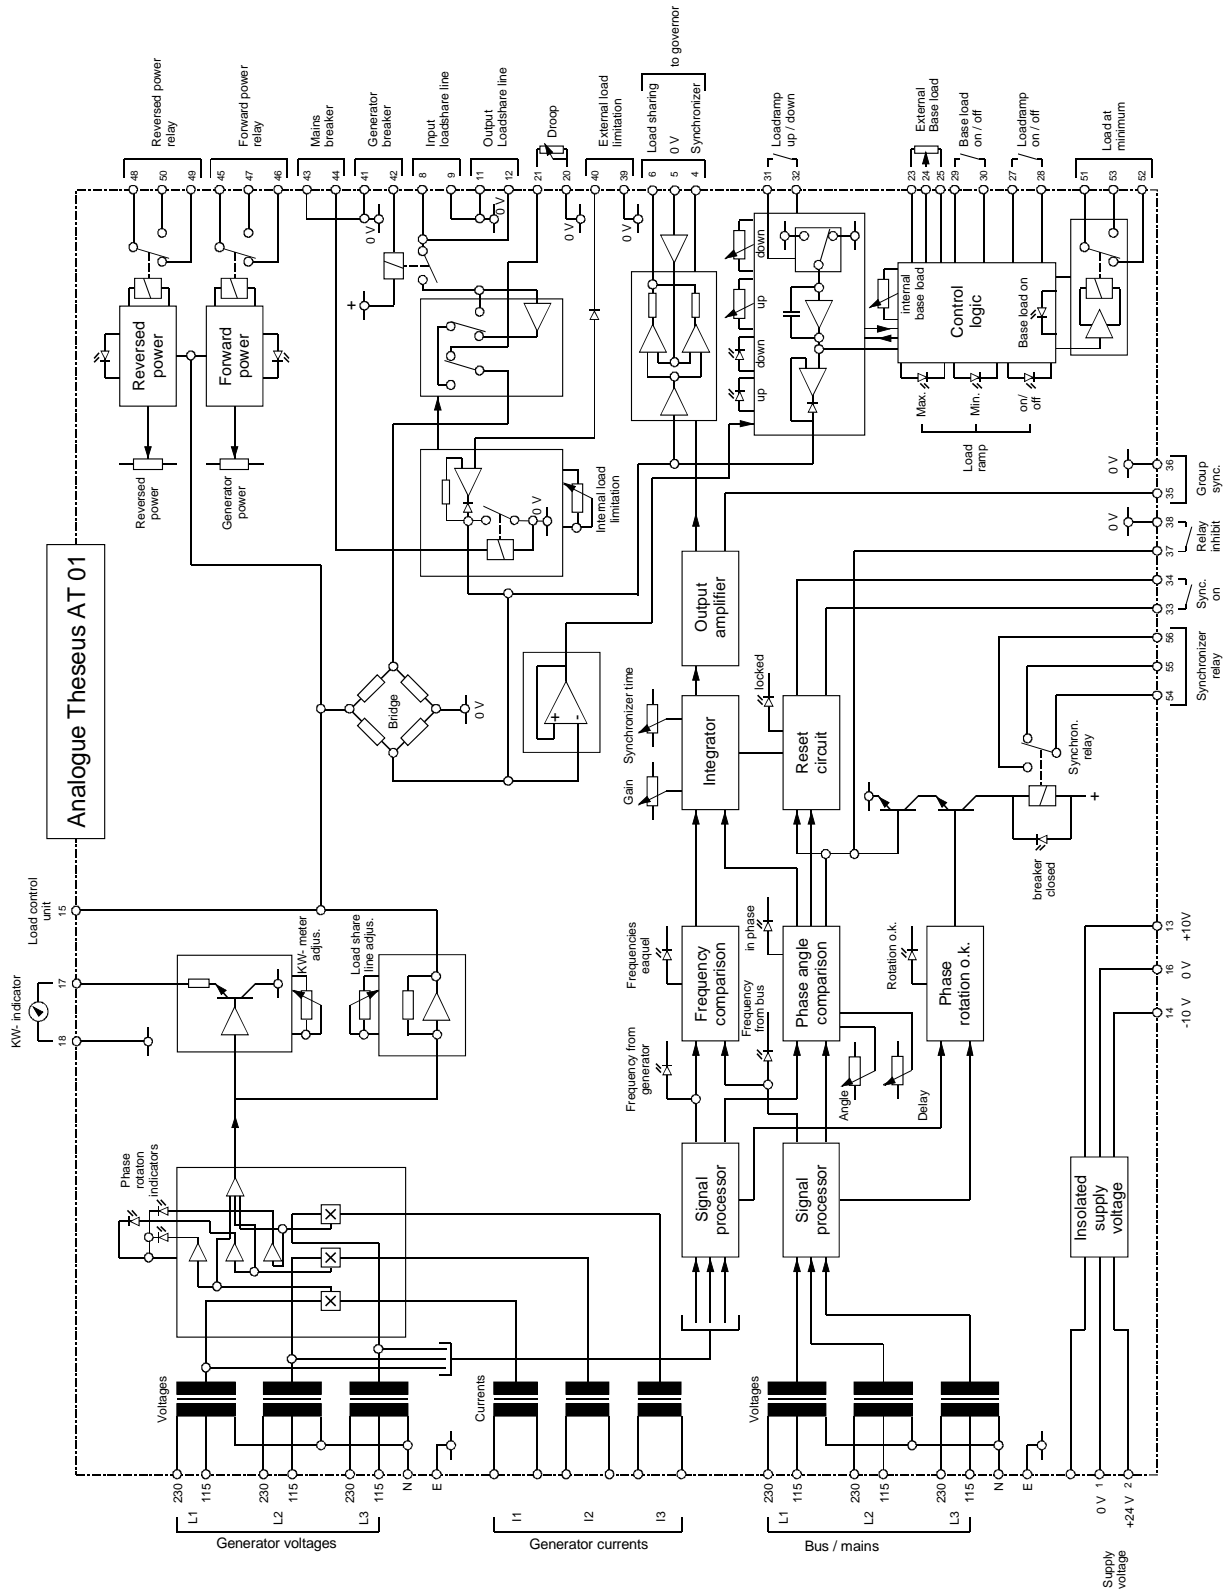 Analogue Theseus AT 01
Reversed power
relay
Forward power
relay
Mains
breaker
Generator
breaker
Input
loadshare line
Output
Loadshare line
Droop
External load
limitation
Load sharing
0 V
Synchronizer
to governor
Loadramp
up / down
External
Base load
Base load
on / off
Loadramp
on / off
Load at
minimum
48
50
49
45
47
46
43
44
41
42
8
9
11
12
21
20
40
39
6
5
4
31
32
23
24
25
29
30
27
28
51
53
52
0 V
0 V
0 V
0 V
+
Reversed
power
Forward
power
Reversed
power
Generator
power
0 V
Internal load
limitation
down
up
down
up
internal
base load
Control
logic
Base load on
Max.
Min.
on/
off
Load
ramp
0 V
36
35
Group
sync.
0 V
38
37
Relay
inhibit
34
33
Sync.
on
56
55
54
Synchronizer
relay
Output
amplifier
Bridge
0 V
+
-
Synchronizer time
Gain
Integrator
locked
Reset
circuit
Synchron.
relay
+
breaker
closed
Load control
unit
15
KW- indicator
17
18
KW- meter
adjus.
Load share
line adjus.
Frequencies
eaquel
in phase
Rotation o.k.
Frequency
comparison
Phase angle
comparison
Phase
rotation o.k.
Frequency from
generator
Frequency
from bus
Angle
Delay
13
+10V
16
0 V
14
-10 V
Phase
rotaton
indicators
Signal
processor
Signal
processor
Insolated
supply
voltage
Voltages
Currents
Voltages
230
115
230
115
230
115
N
E
L1
L2
L3
Generator voltages
I1
I2
I3
Generator currents
230
115
230
115
230
115
N
E
L1
L2
L3
Bus / mains
0 V
1
+24 V
2
Supply
voltage